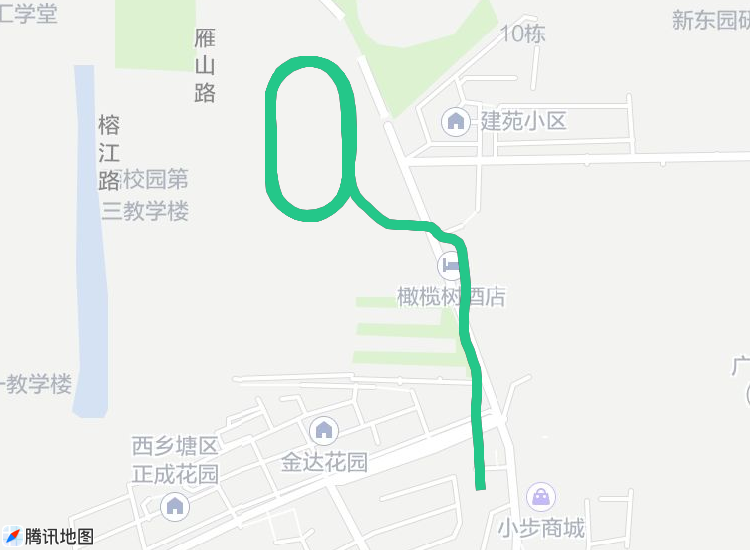 汇学堂
雁山路
10栋
新东园研
榕江路
建苑小区
校园第
三教学楼
橄榄树酒店
教学楼
广
西乡塘区
正成花园
金达花园
小步商城
腾讯地图